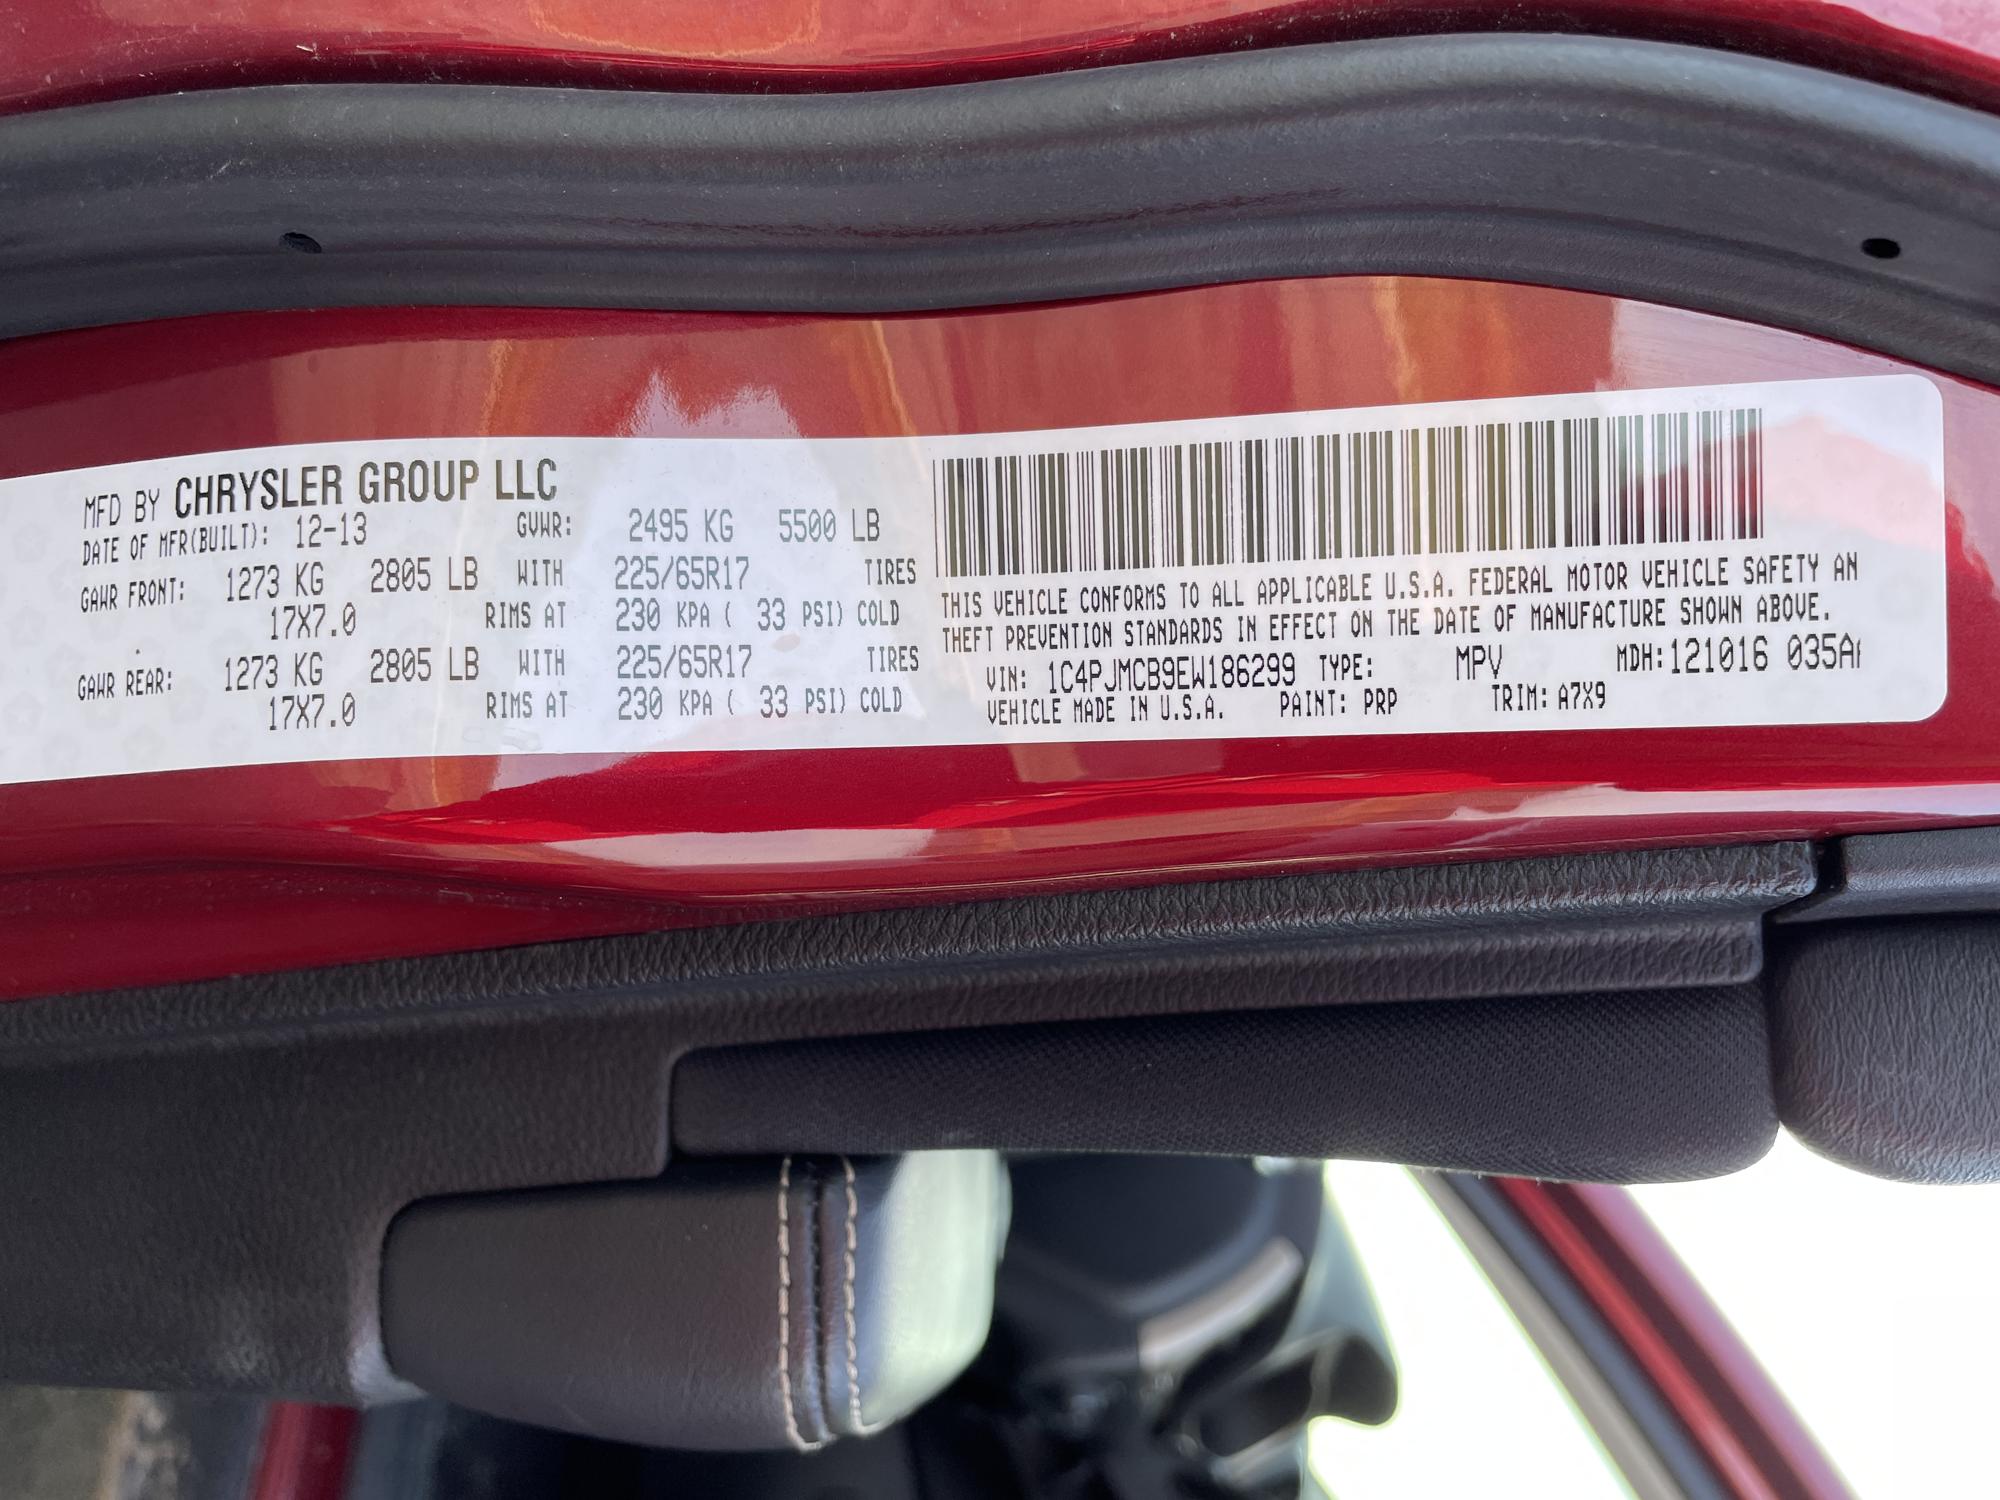 MFD BY CHRYSLER GROUP LLC
DATE OF MFR(BUILT): 12-13 GVWR: 2495 KG 5500 LB
GAWR FRONT: 1273 KG 2805 LB WITH 225/65R17 TIRES
17X7.0 RIMS AT 230 KPA ( 33 PSI) COLD
GAWR REAR: 1273 KG 2805 LB WITH 225/65R17 TIRES
17X7.0 RIMS AT 230 KPA ( 33 PSI) COLD
THIS VEHICLE CONFORMS TO ALL APPLICABLE U.S.A. FEDERAL MOTOR VEHICLE SAFETY AN
THEFT PREVENTION STANDARDS IN EFFECT ON THE DATE OF MANUFACTURE SHOWN ABOVE.
VIN: 1C4PJMCB9EW186299 TYPE: MPV MDH:121016 035A
VEHICLE MADE IN U.S.A. PAINT: PRP TRIM: A7X9